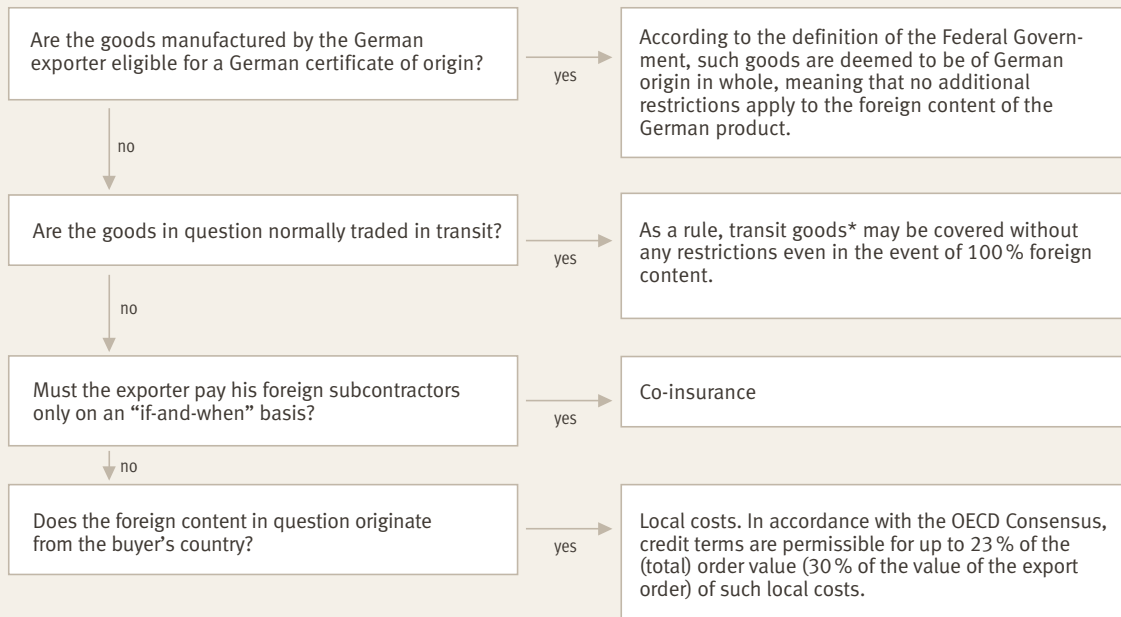 Are the goods manufactured by the German
exporter eligible for a German certificate of origin?
yes
According to the definition of the Federal Govern-
ment, such goods are deemed to be of German
origin in whole, meaning that no additional
restrictions apply to the foreign content of the
German product.
no
Are the goods in question normally traded in transit?
yes
As a rule, transit goods* may be covered without
any restrictions even in the event of 100 % foreign
content.
no
Must the exporter pay his foreign subcontractors
only on an “if-and-when” basis?
yes
Co-insurance
no
Does the foreign content in question originate
from the buyer’s country?
yes
Local costs. In accordance with the OECD Consensus,
credit terms are permissible for up to 23 % of the
(total) order value (30 % of the value of the export
order) of such local costs.